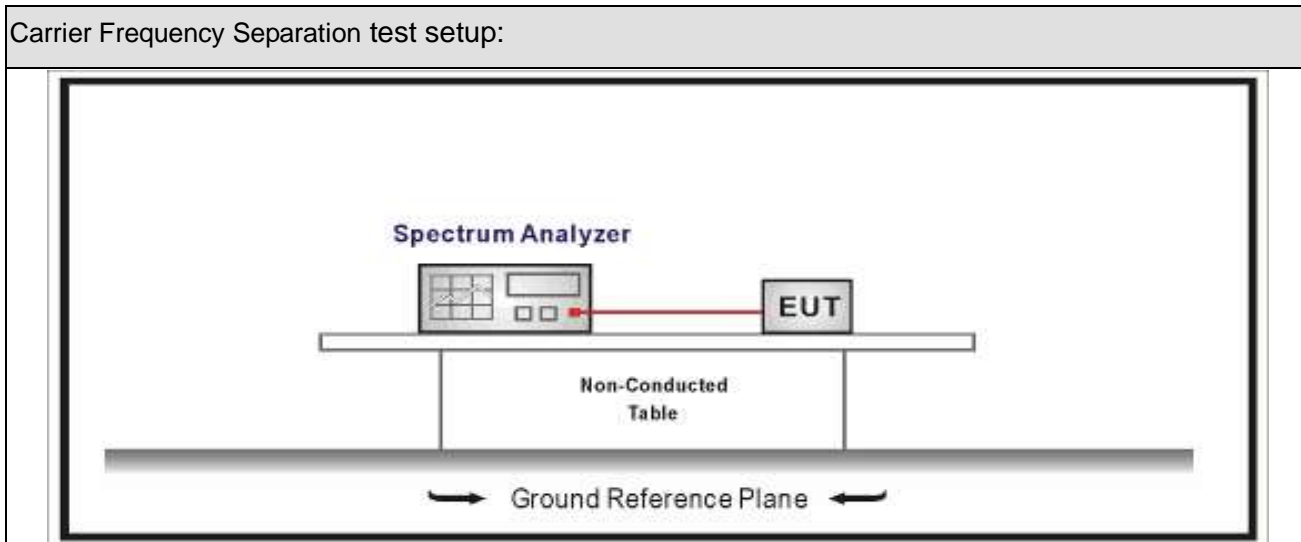 Carrier Frequency Separation test setup:
Spectrum Analyzer
EUT
Non-Conducted
Table
Ground Reference Plane